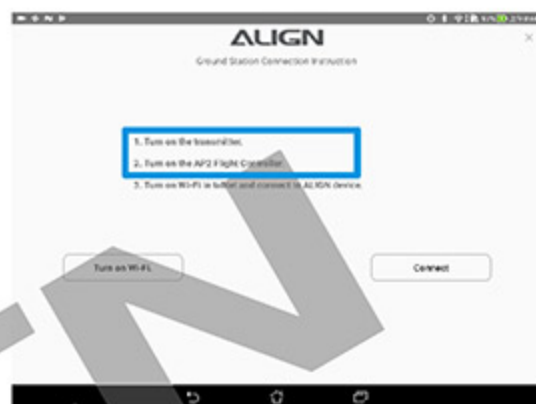 ALIGN
Ground Station Connection Instruction
1. Turn on the transmitter.
2. Turn on the AP2 Flight Controller.
3. Turn on Wi-Fi in tablet and connect to ALIGN device.
Turn on Wi-Fi.
Connect